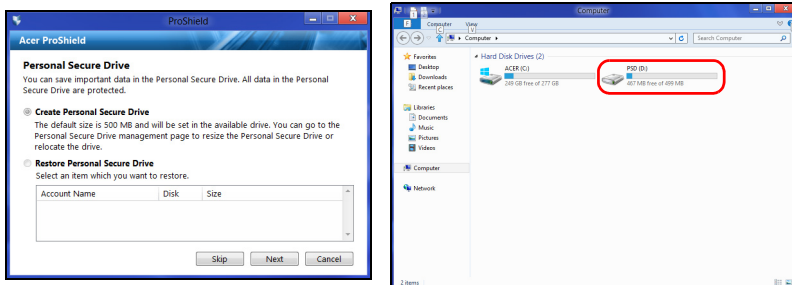 ProShield
Acer ProShield
Personal Secure Drive
You can save important data in the Personal Secure Drive. All data in the Personal
Secure Drive are protected.
Create Personal Secure Drive
The default size is 500 MB and will be set in the available drive. You can go to the
Personal Secure Drive management page to resize the Personal Secure Drive or
relocate the drive.
Restore Personal Secure Drive
Select an item which you want to restore.
Account Name Disk Size
Skip Next Cancel
Computer
F Computer View
C V
Computer
Search Computer
Favorites
Desktop
Downloads
Recent places
Libraries
Documents
Music
Pictures
Videos
Computer
Network
Hard Disk Drives (2)
ACER (C:)
249 GB free of 277 GB
PSD (D:)
467 MB free of 499 MB
2 items